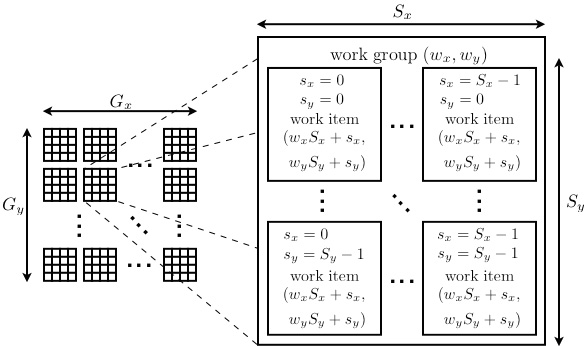 S_x
work group (w_x, w_y)
G_x
G_y
s_x = 0
s_y = 0
work item
(w_xS_x + s_x,
w_yS_y + s_y)
s_x = S_x − 1
s_y = 0
work item
(w_xS_x + s_x,
w_yS_y + s_y)
S_y
s_x = 0
s_y = S_y − 1
work item
(w_xS_x + s_x,
w_yS_y + s_y)
s_x = S_x − 1
s_y = S_y − 1
work item
(w_xS_x + s_x,
w_yS_y + s_y)